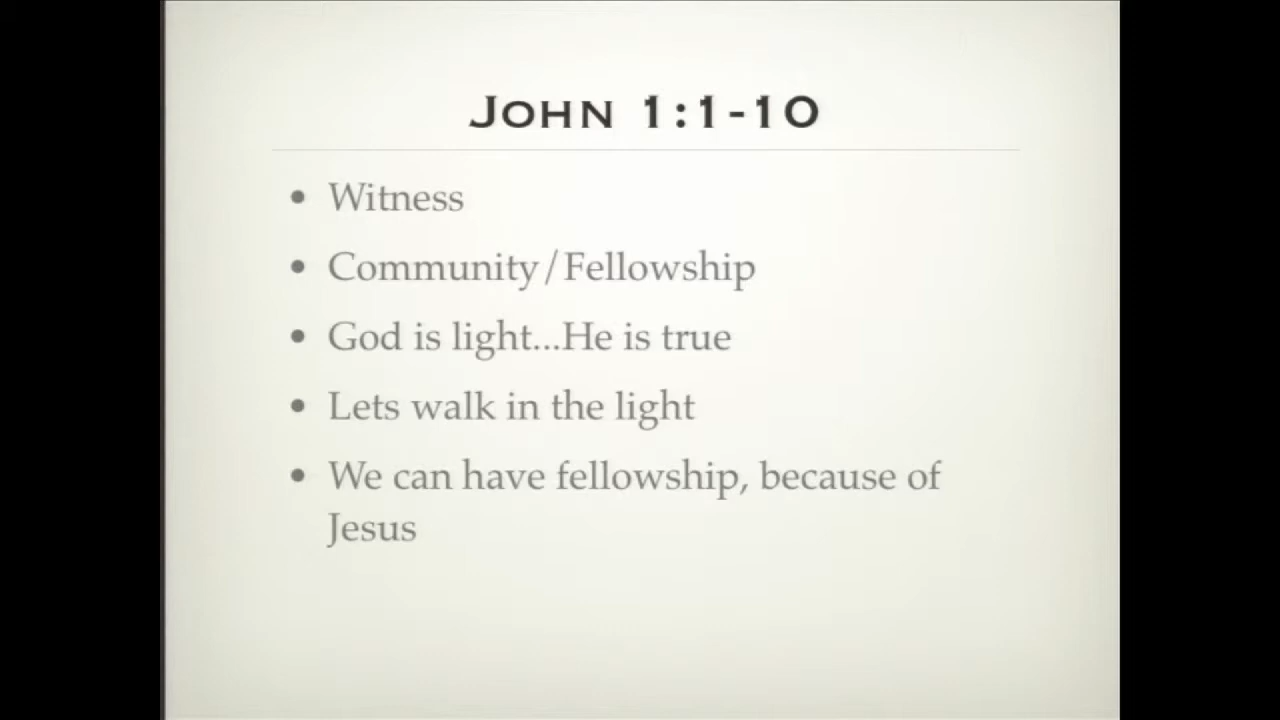 John 1:1-10
• Witness
• Community/Fellowship
• God is light...He is true
• Lets walk in the light
• We can have fellowship, because of
Jesus